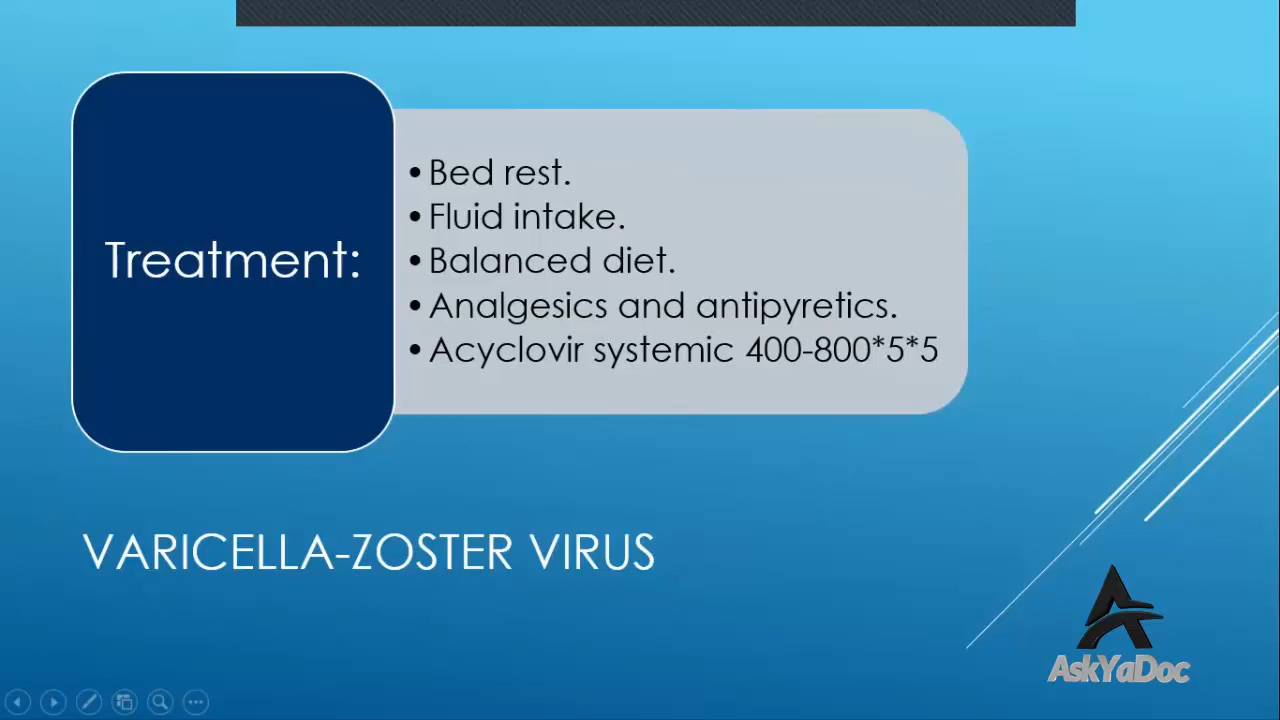 Treatment:
•Bed rest.
•Fluid intake.
•Balanced diet.
•Analgesics and antipyretics.
•Acyclovir systemic 400-800*5*5
VARICELLA-ZOSTER VIRUS
AskYaDoc